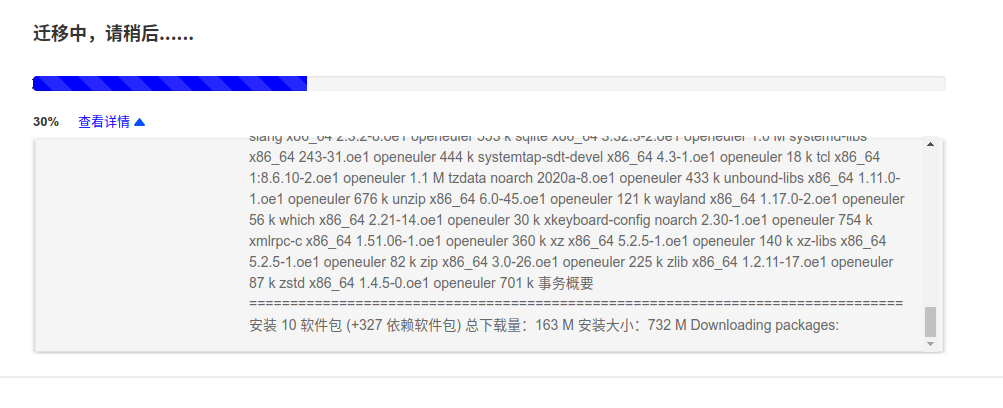 迁移中，请稍后......
30% 查看详情
slang x86_64 2.3.2-8.oe1 openeuler 353 k sqlite x86_64 3.32.3-2.oe1 openeuler 1.0 M systemd-libs
x86_64 243-31.oe1 openeuler 444 k systemtap-sdt-devel x86_64 4.3-1.oe1 openeuler 18 k tcl x86_64
1:8.6.10-2.oe1 openeuler 1.1 M tzdata noarch 2020a-8.oe1 openeuler 433 k unbound-libs x86_64 1.11.0-
1.oe1 openeuler 676 k unzip x86_64 6.0-45.oe1 openeuler 121 k wayland x86_64 1.17.0-2.oe1 openeuler
56 k which x86_64 2.21-14.oe1 openeuler 30 k xkeyboard-config noarch 2.30-1.oe1 openeuler 754 k
xmlrpc-c x86_64 1.51.06-1.oe1 openeuler 360 k xz x86_64 5.2.5-1.oe1 openeuler 140 k xz-libs x86_64
5.2.5-1.oe1 openeuler 82 k zip x86_64 3.0-26.oe1 openeuler 225 k zlib x86_64 1.2.11-17.oe1 openeuler
87 k zstd x86_64 1.4.5-0.oe1 openeuler 701 k 事务概要
================================================================================
安装 10 软件包 (+327 依赖软件包) 总下载量：163 M 安装大小：732 M Downloading packages: